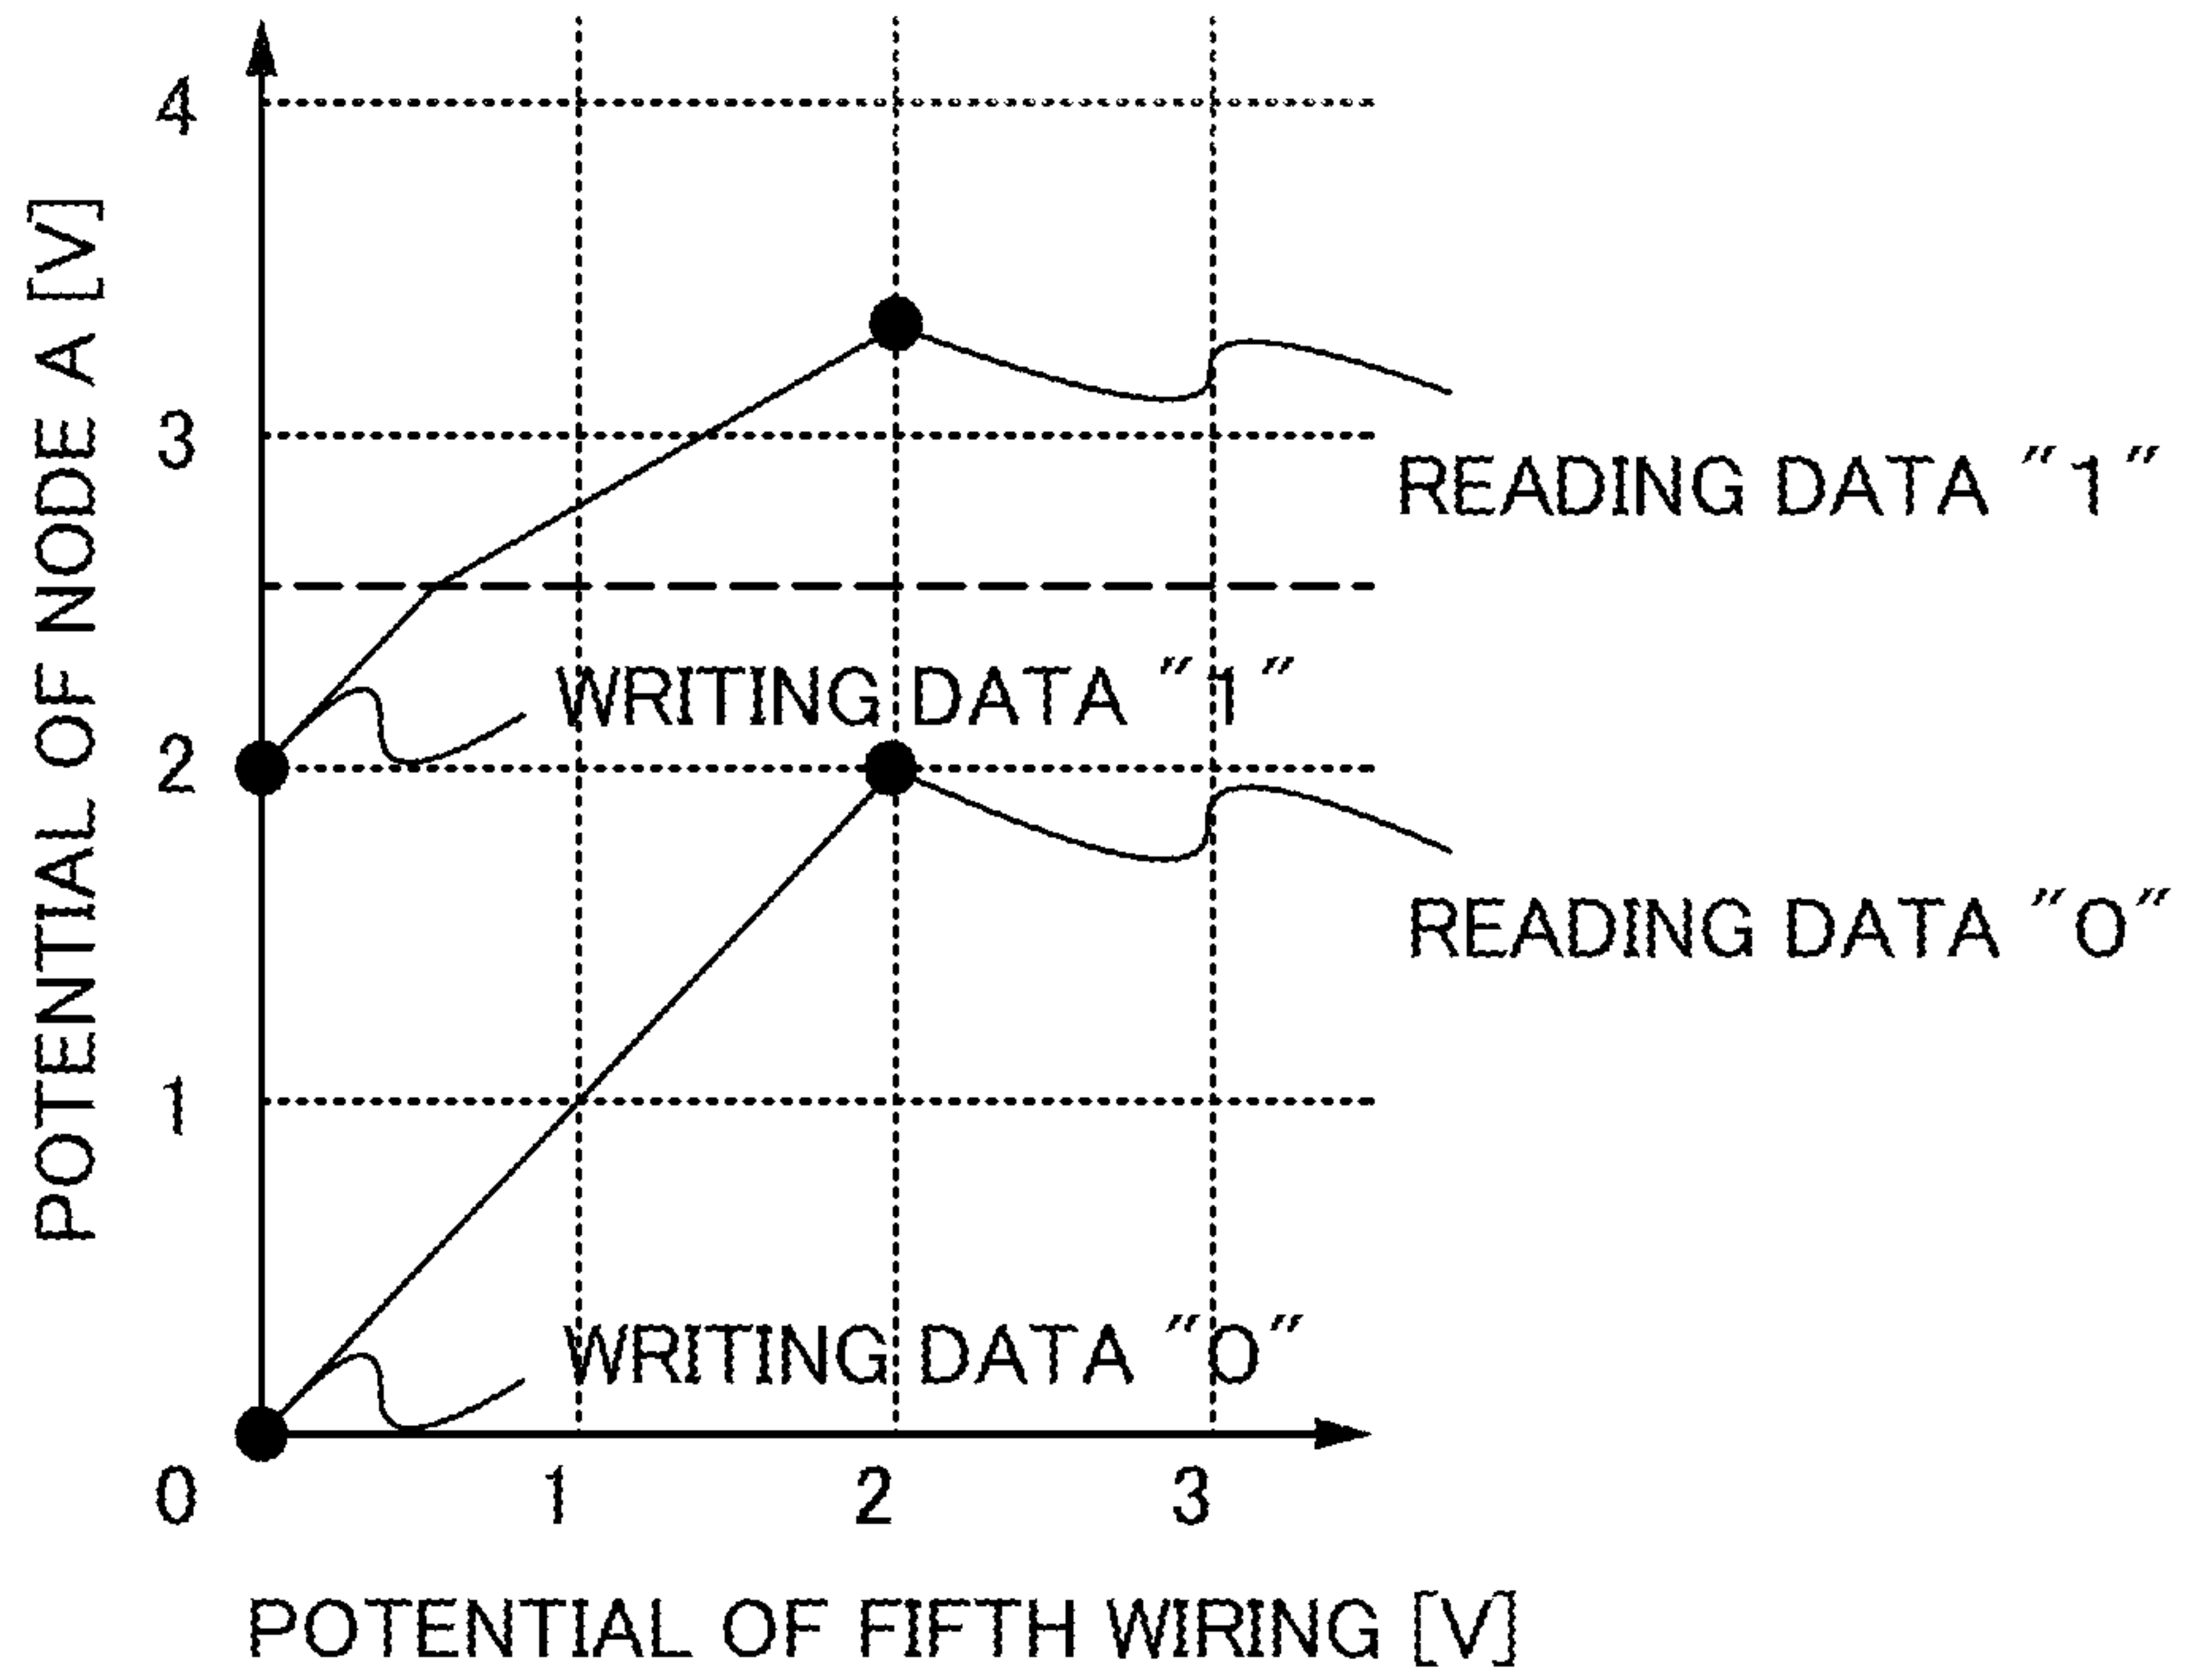 POTENTIAL OF NODE A [V]
4
3
READING DATA "1"
WRITING DATA "1"
2
READING DATA "0"
1
WRITING DATA "0"
0 1 2 3
POTENTIAL OF FIFTH WIRING [V]